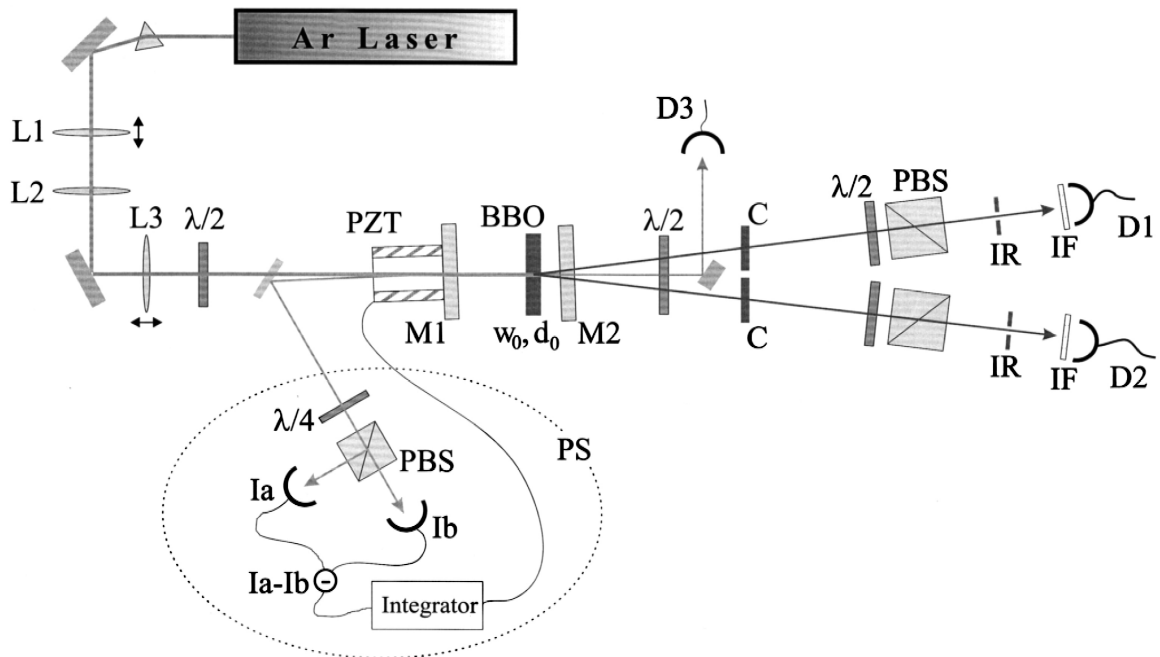 Ar Laser
D3
L1
L2
L3
λ/2
PZT
BBO
λ/2
C
λ/2
PBS
D1
IR
IF
M1
w₀, d₀
M2
C
IR
IF
D2
λ/4
PBS
PS
Ia
Ib
Ia-Ib
−
Integrator